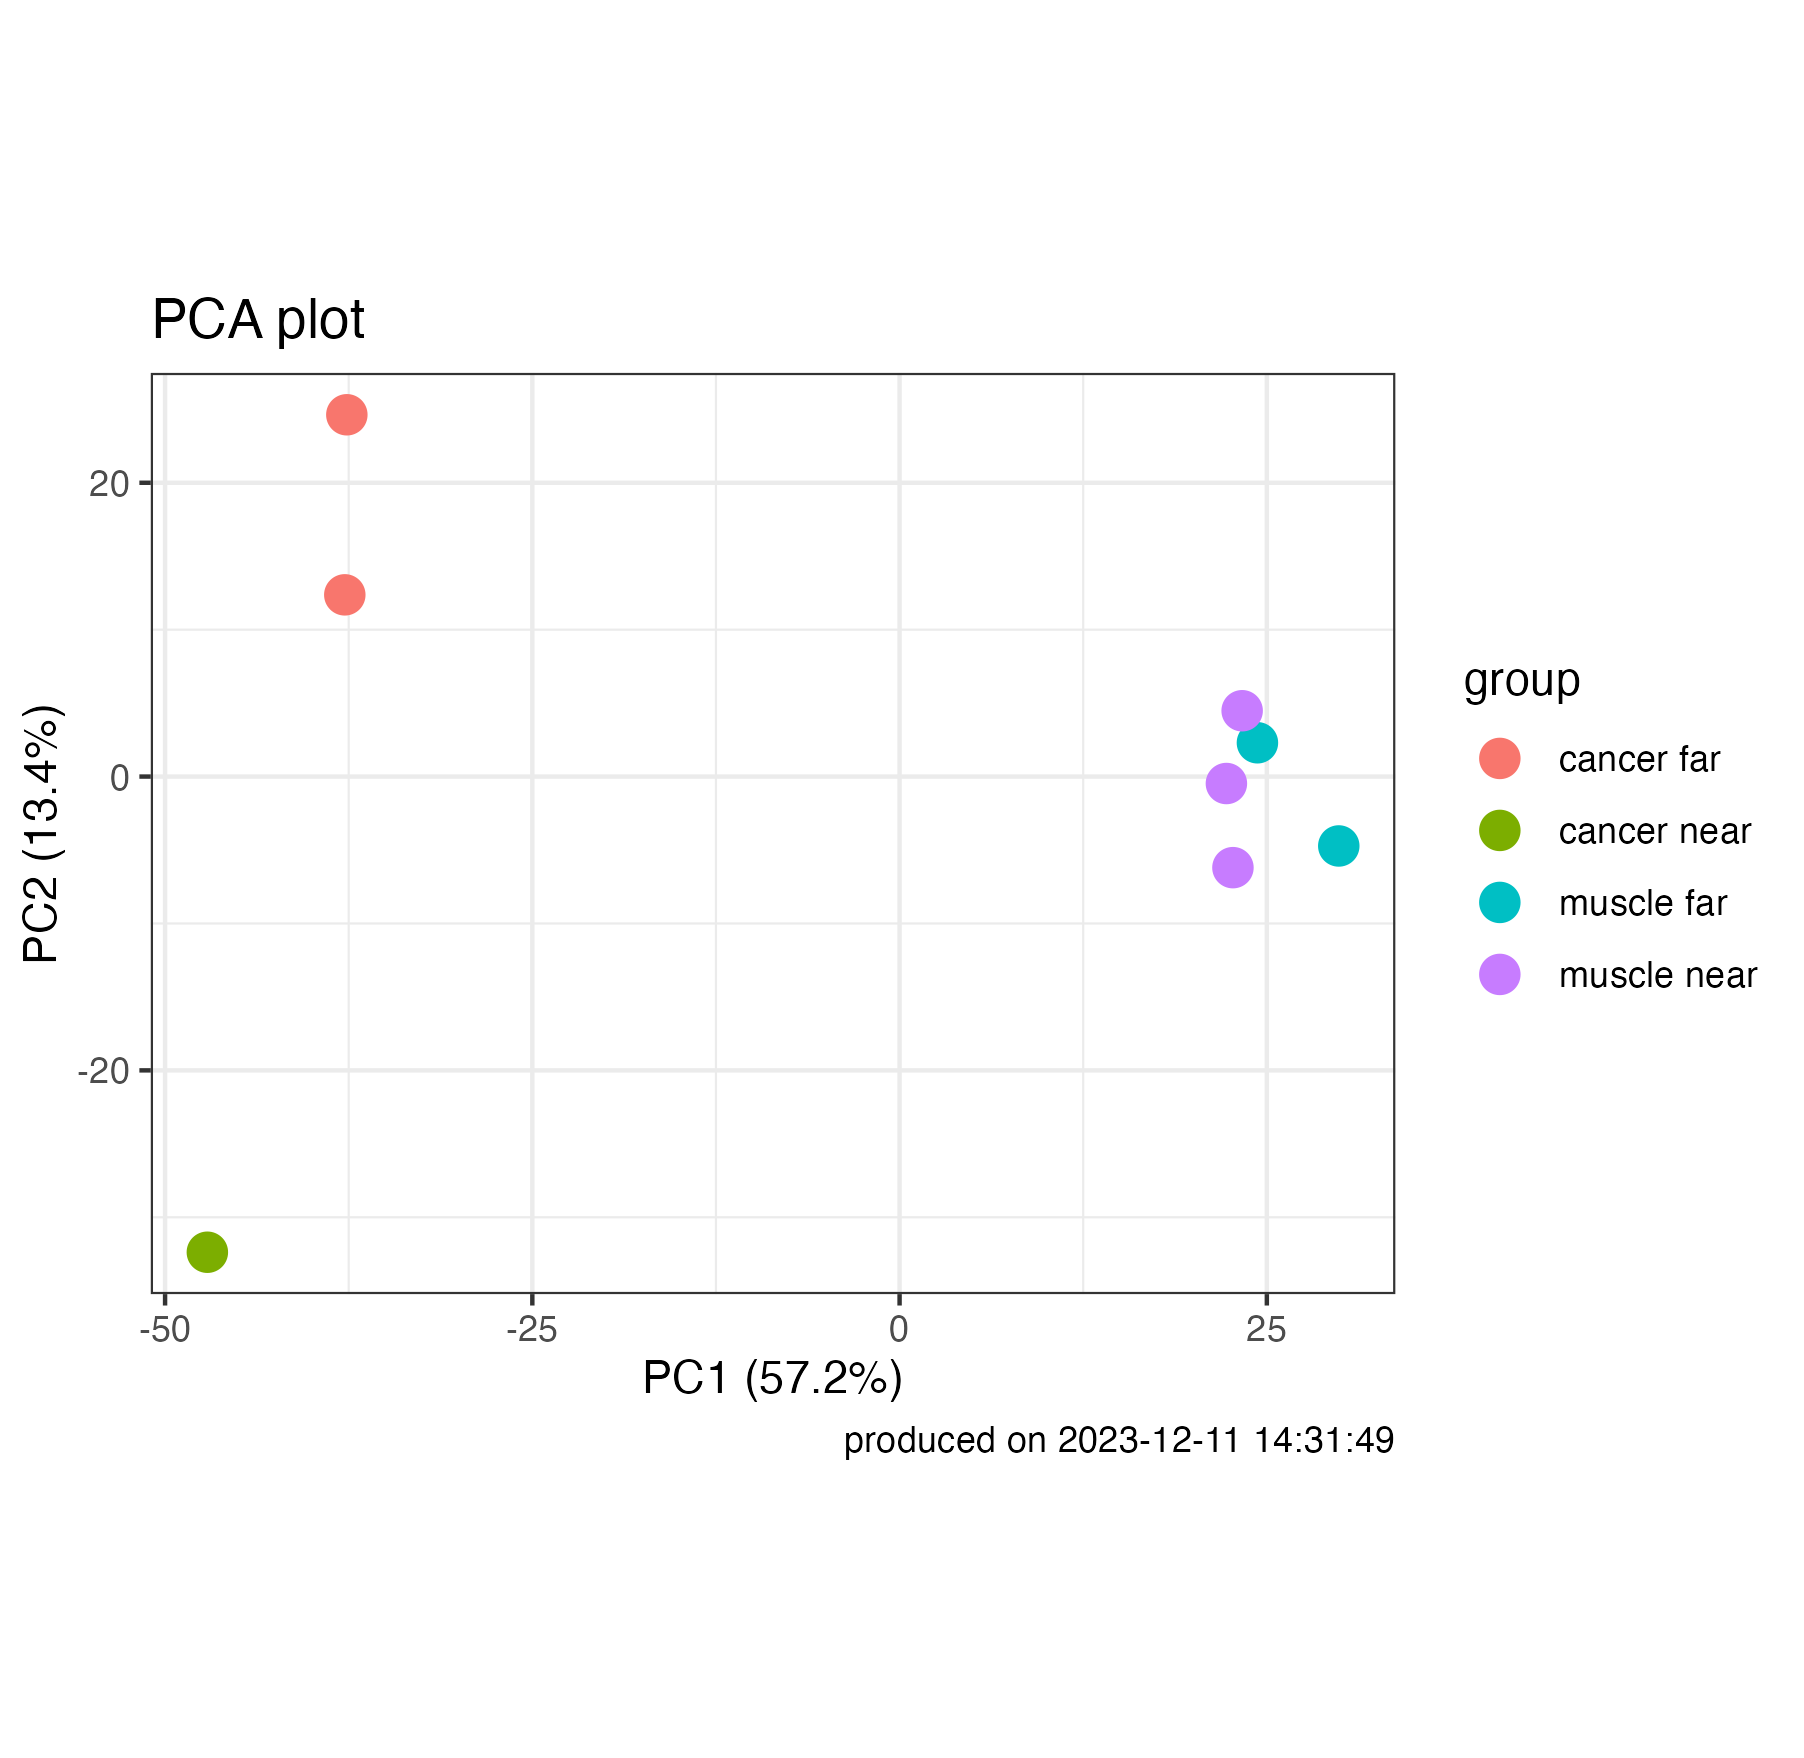 PCA plot
20
0
-20
PC2 (13.4%)
-50
-25
0
25
PC1 (57.2%)
produced on 2023-12-11 14:31:49
group
cancer far
cancer near
muscle far
muscle near